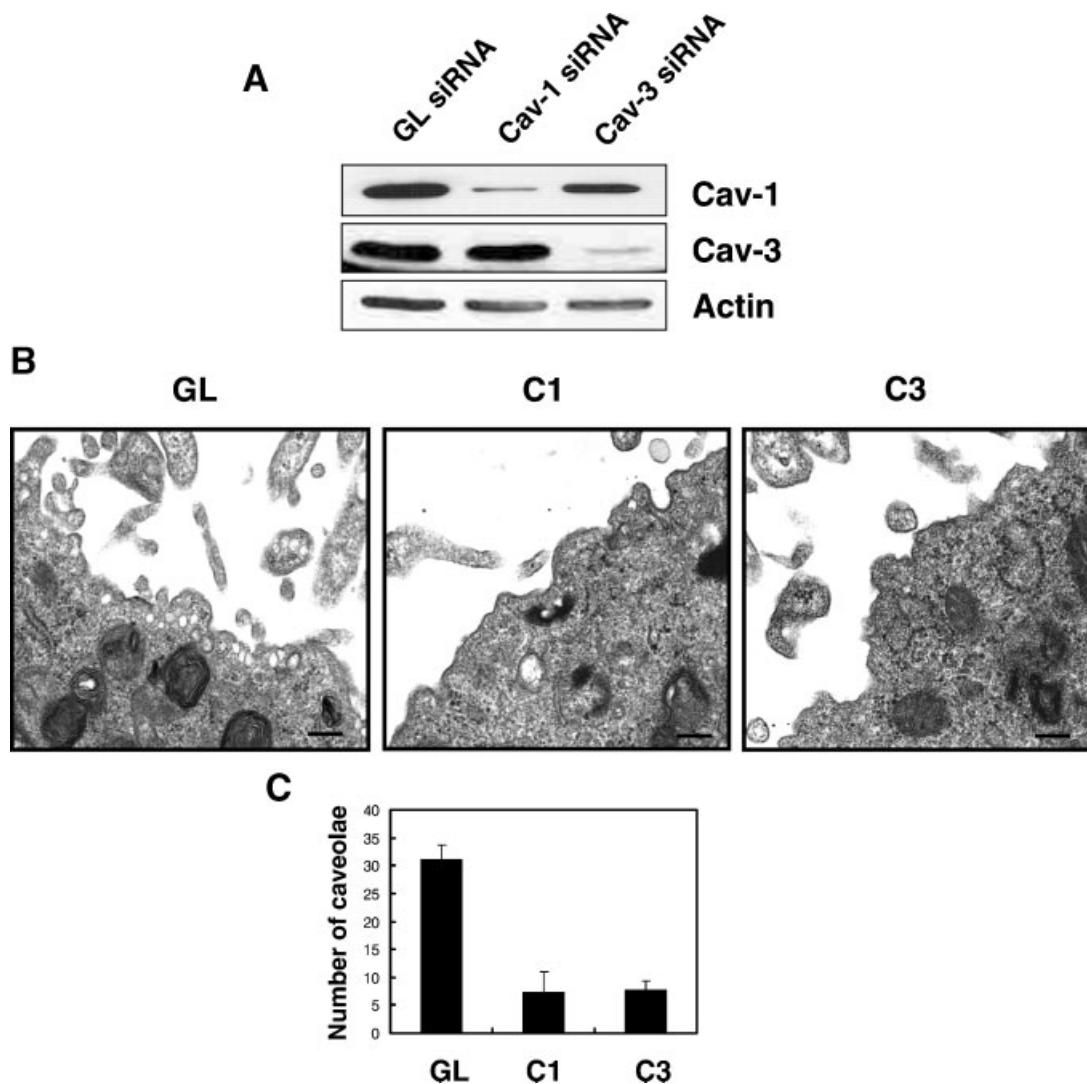 A
GL siRNA
Cav-1 siRNA
Cav-3 siRNA
Cav-1
Cav-3
Actin
B
GL
C1
C3
C
Number of caveolae
40
35
30
25
20
15
10
5
0
GL
C1
C3